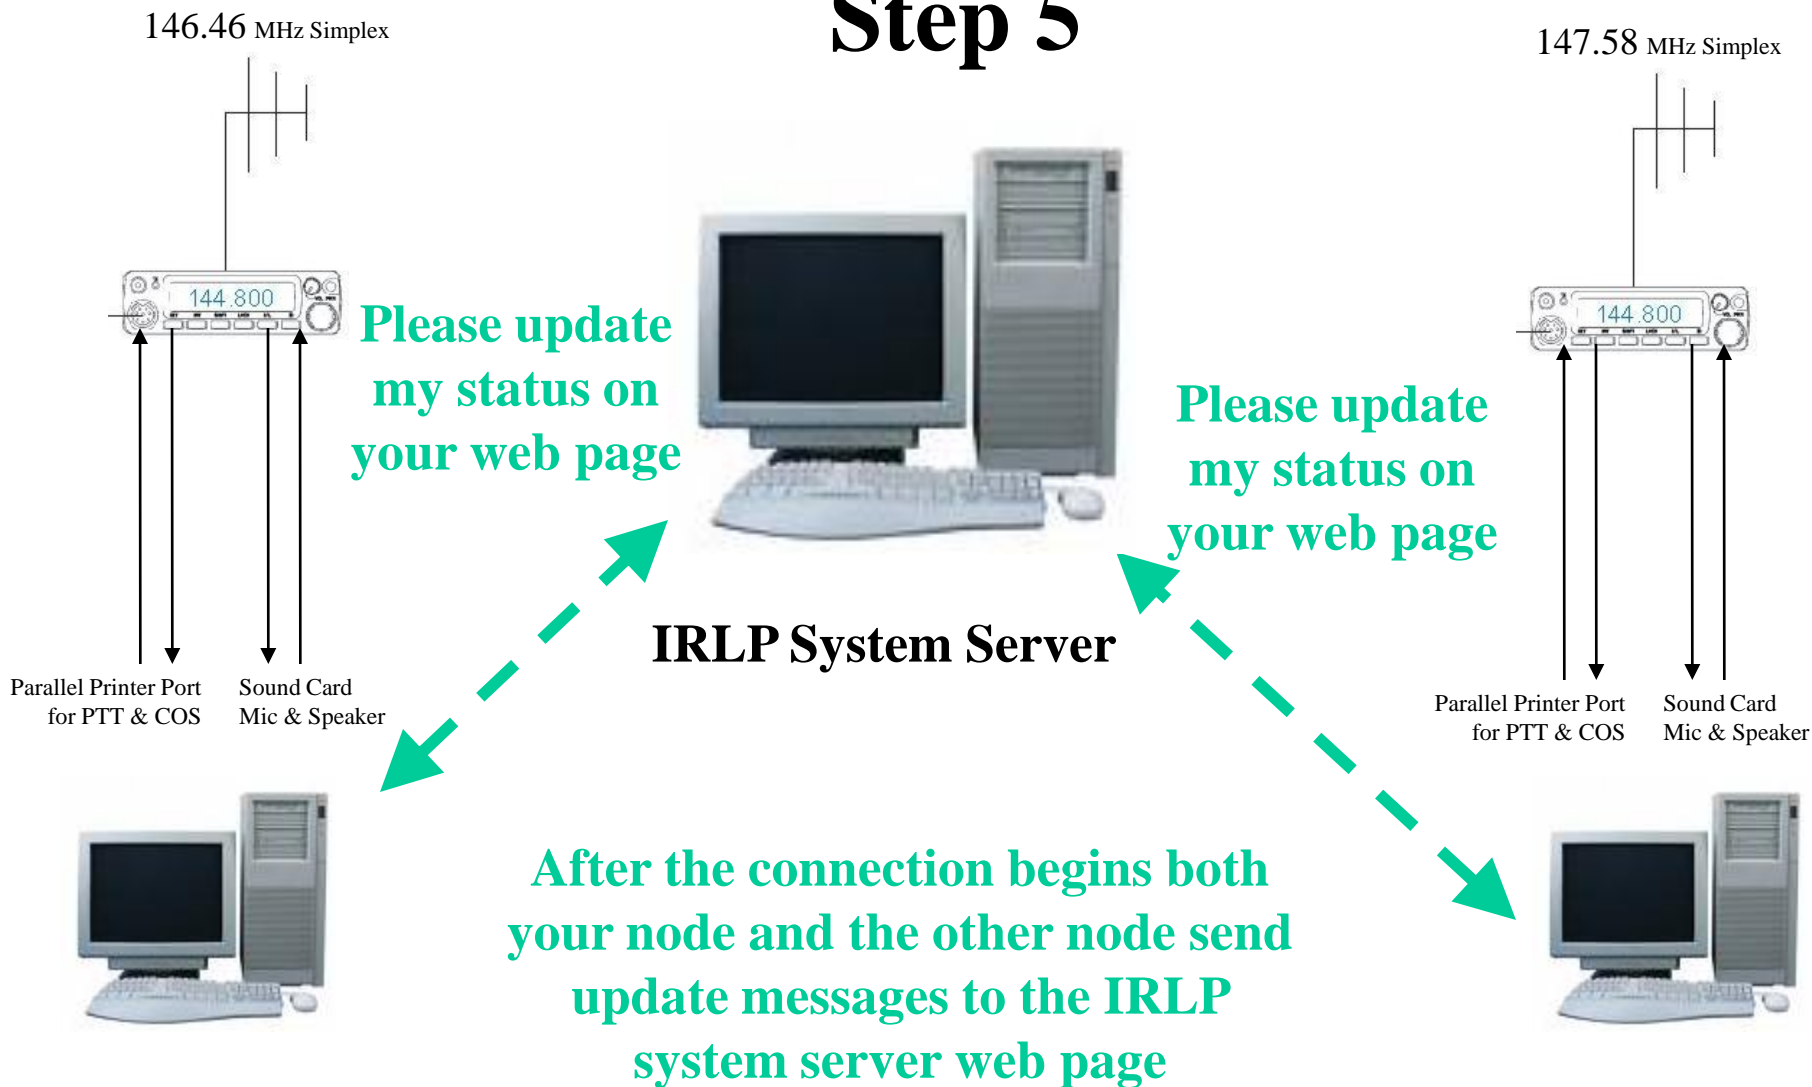 Step 5
146.46 MHz Simplex
147.58 MHz Simplex
144.800
144.800
Please update
my status on
your web page
Please update
my status on
your web page
IRLP System Server
Parallel Printer Port
for PTT & COS
Sound Card
Mic & Speaker
Parallel Printer Port
for PTT & COS
Sound Card
Mic & Speaker
After the connection begins both
your node and the other node send
update messages to the IRLP
system server web page